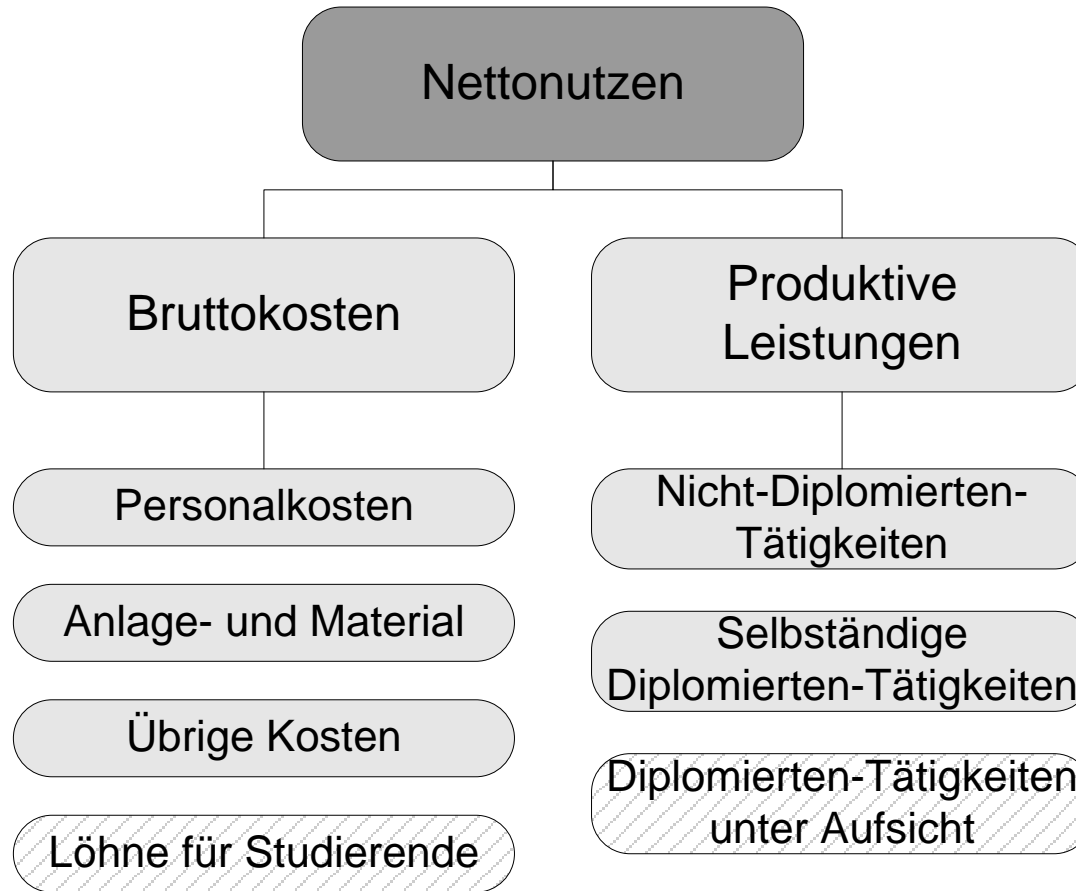 Nettonutzen
Bruttokosten
Produktive
Leistungen
Personalkosten
Anlage- und Material
Übrige Kosten
Löhne für Studierende
Nicht-Diplomierten-
Tätigkeiten
Selbständige
Diplomierten-Tätigkeiten
Diplomierten-Tätigkeiten
unter Aufsicht